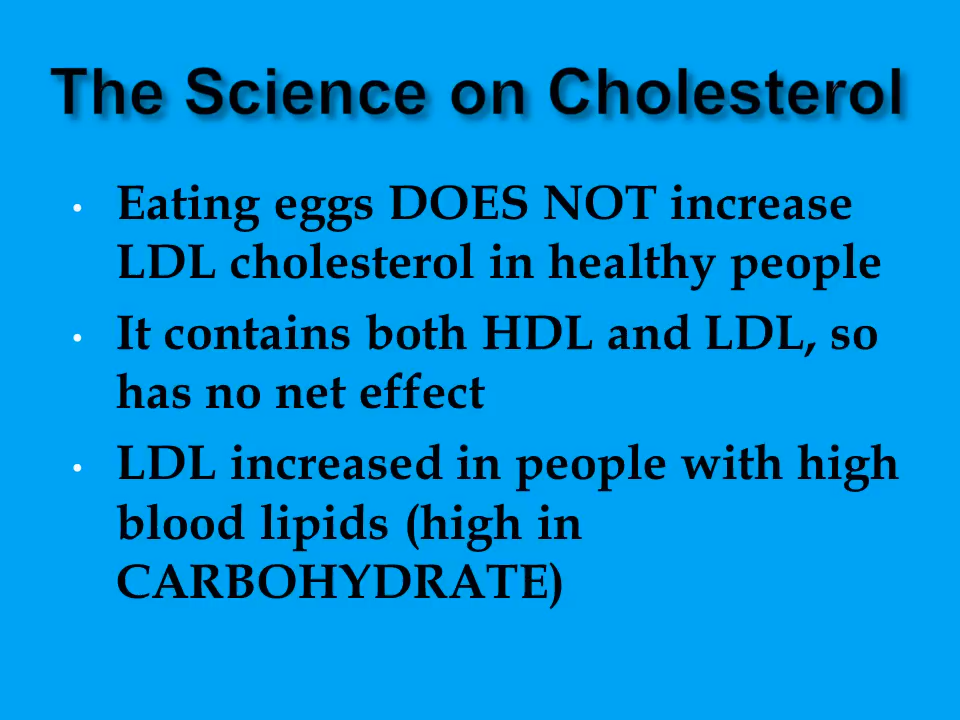 The Science on Cholesterol
• Eating eggs DOES NOT increase
LDL cholesterol in healthy people
• It contains both HDL and LDL, so
has no net effect
• LDL increased in people with high
blood lipids (high in
CARBOHYDRATE)